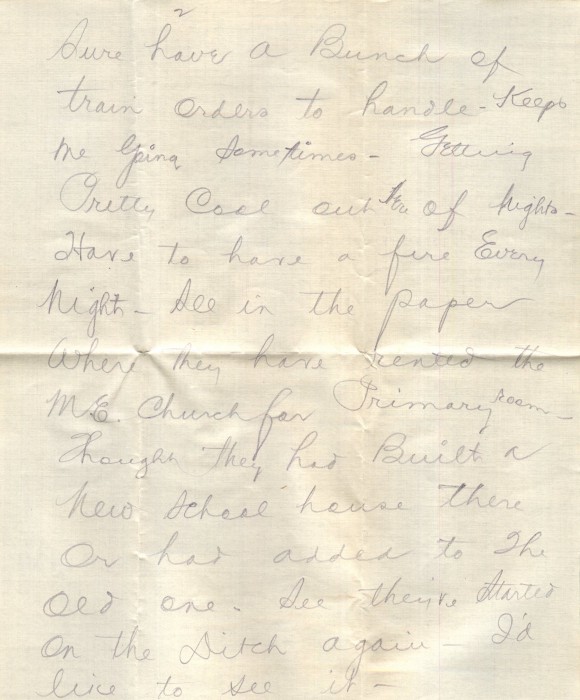 2
Sure have a Bunch of
train orders to handle - Keeps
me Going Sometimes - Getting
Pretty Cool out here of Nights -
Have to have a fire Every
Night - See in the paper
Where they have rented the
M.E. Church for Primary room -
Thought they had Built a
New School house there
Or had added to The
Old one - See they've Started
On the Ditch again - I'd
like to see it -